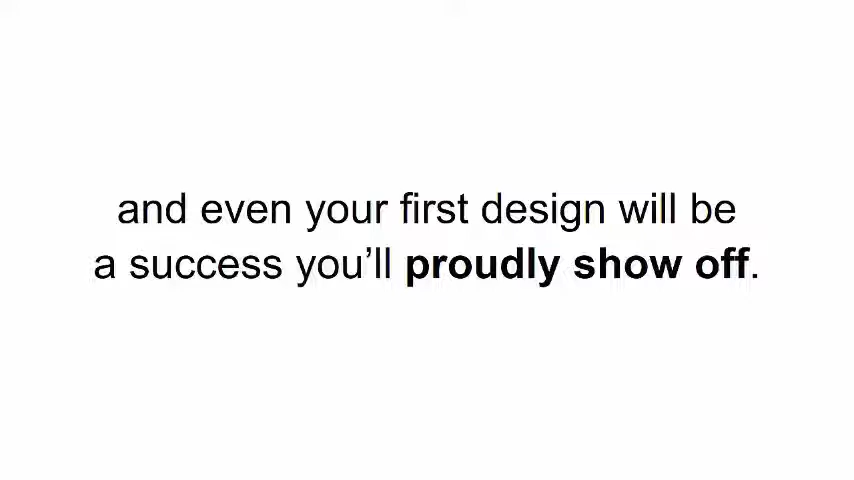 and even your first design will be
a success you’ll proudly show off.